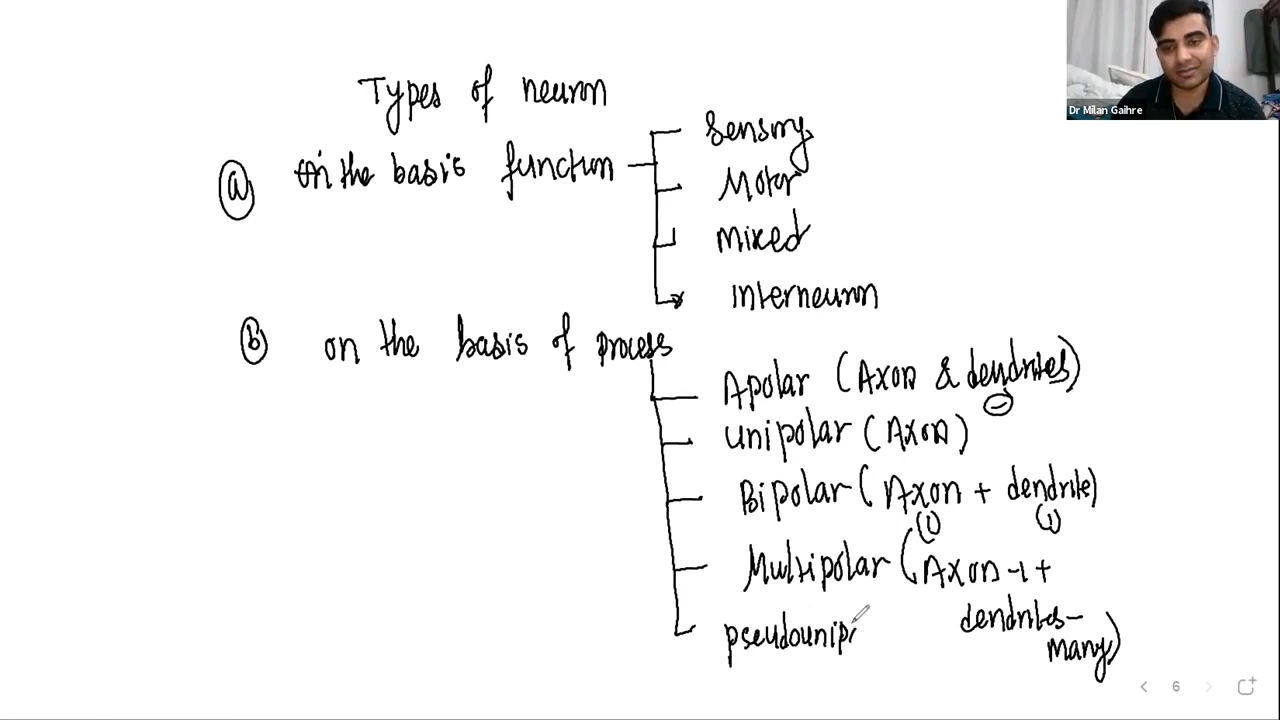 Dr Milan Gaihre
Types of neuron
(a) on the basis function
Sensory
Motor
Mixed
Interneuron
(b) on the basis of process
Apolar (Axon & dendrites)
(-)
Unipolar (Axon)
Bipolar (Axon + dendrite)
(1) (1)
Multipolar (Axon-1 +
dendrites-
many)
pseudounip
6